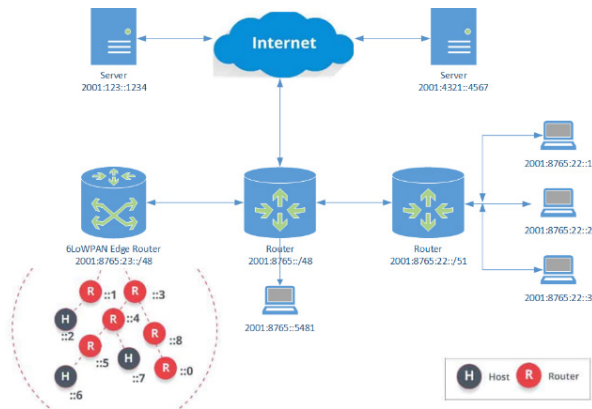 Internet
Server
2001:123::1234
Server
2001:4321::4567
2001:8765:22::1
2001:8765:22::2
2001:8765:22::3
6LoWPAN Edge Router
2001:8765:23::/48
Router
2001:8765::/48
Router
2001:8765:22::/51
2001:8765::5481
R ::1
R ::3
H ::2
R ::4
R ::5
R ::8
H ::6
H ::7
R ::0
H Host R Router